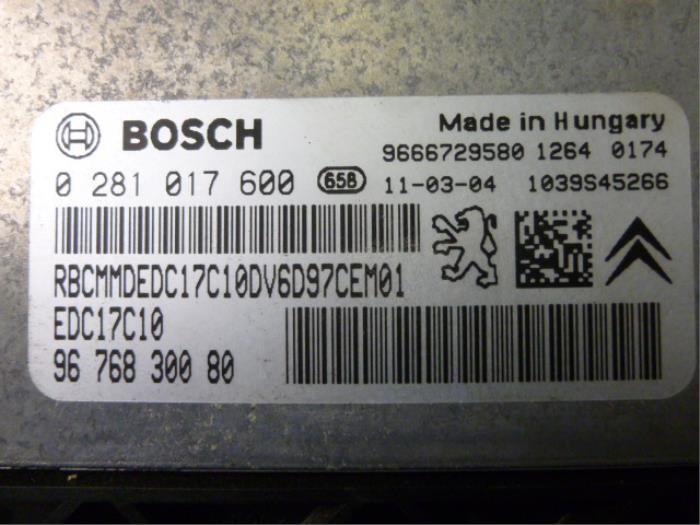 BOSCH
Made in Hungary
9666729580 1264 0174
0 281 017 600 65B 11-03-04 1039S45266
RBCMMDEDC17C10DV6D97CEM01
EDC17C10
96 768 300 80